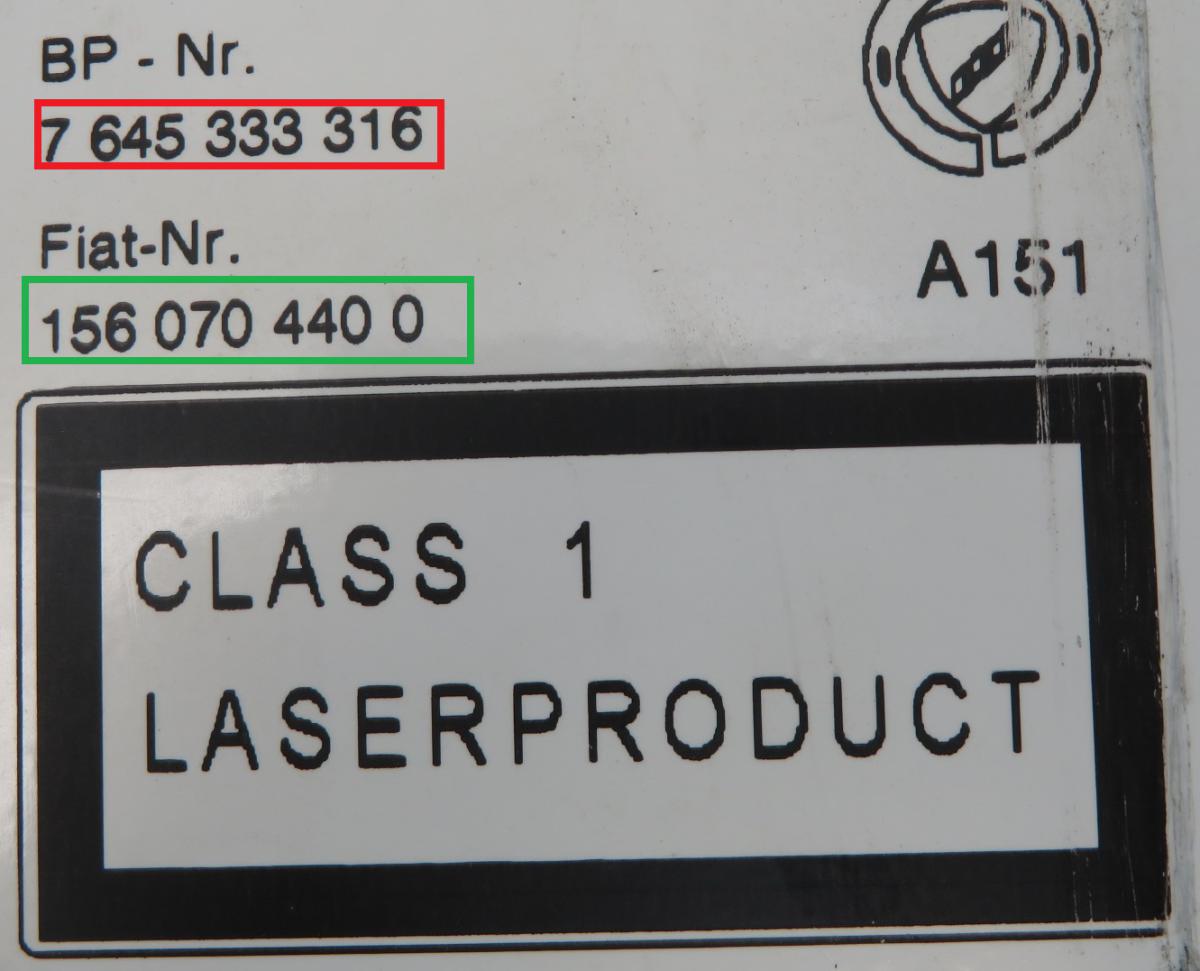 BP - Nr.
7 645 333 316
Fiat-Nr.
156 070 440 0
A151
CLASS 1
LASERPRODUCT